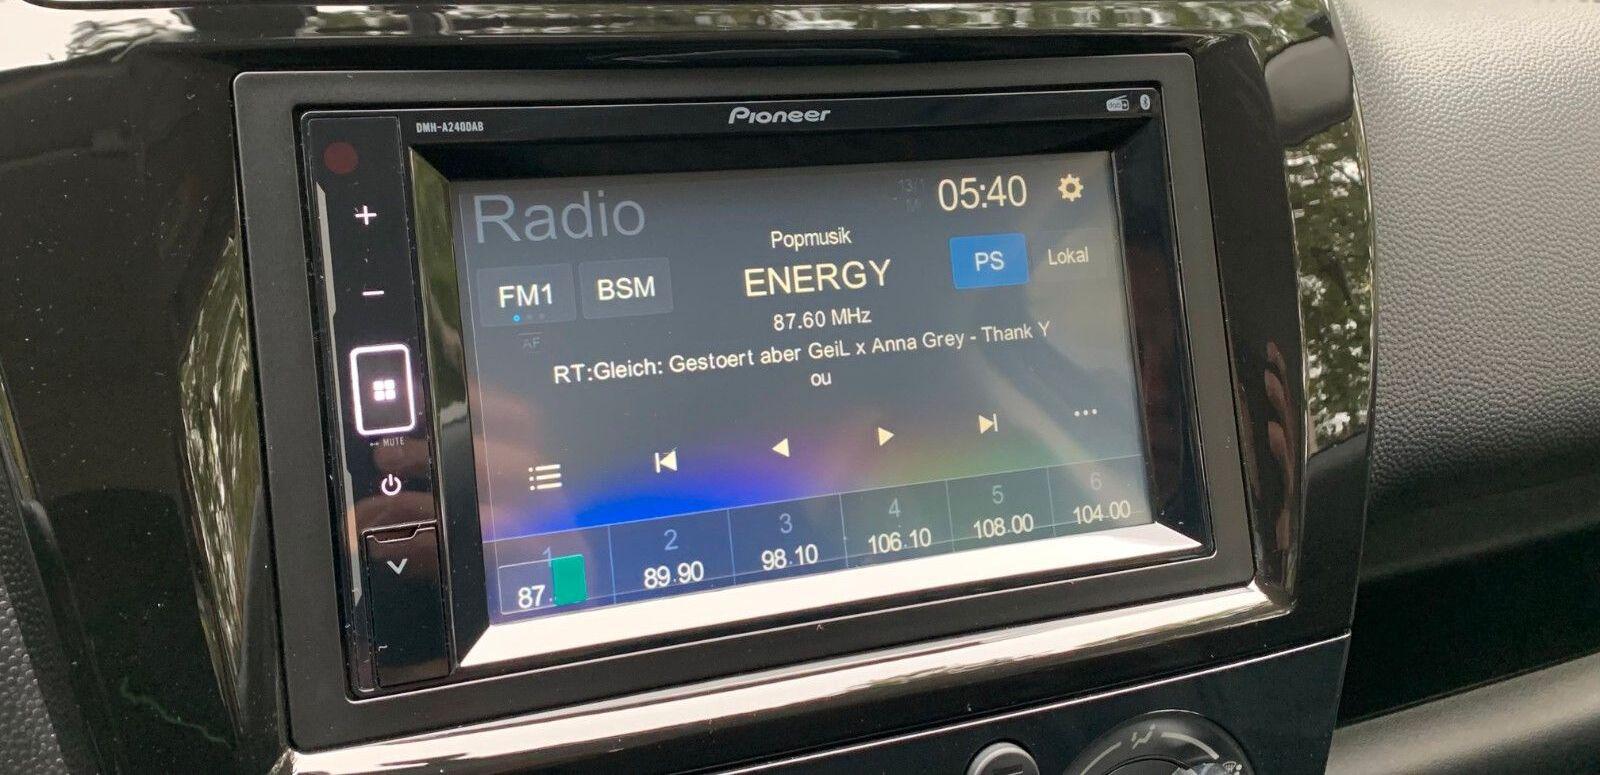 Pioneer
DMH-A240DAB
Radio
05:40
Popmusik
FM1
BSM
ENERGY
PS
Lokal
87.60 MHz
AF
RT:Gleich: Gestoert aber GeiL x Anna Grey - Thank Y
ou
MUTE
1
2
3
4
5
6
87.
89.90
98.10
106.10
108.00
104.00